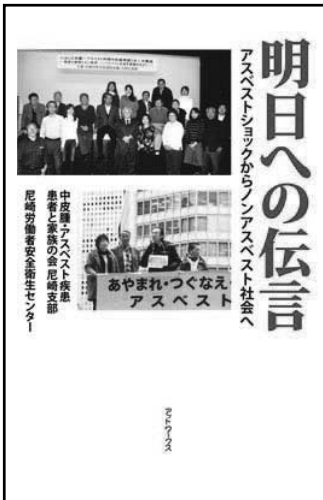 明日への伝言
アスベストショックからノンアスベスト社会へ
あやまれ・つぐなえ
アスベスト
中皮腫・アスベスト疾患
患者と家族の会 尼崎支部
尼崎労働者安全衛生センター
アットワークス